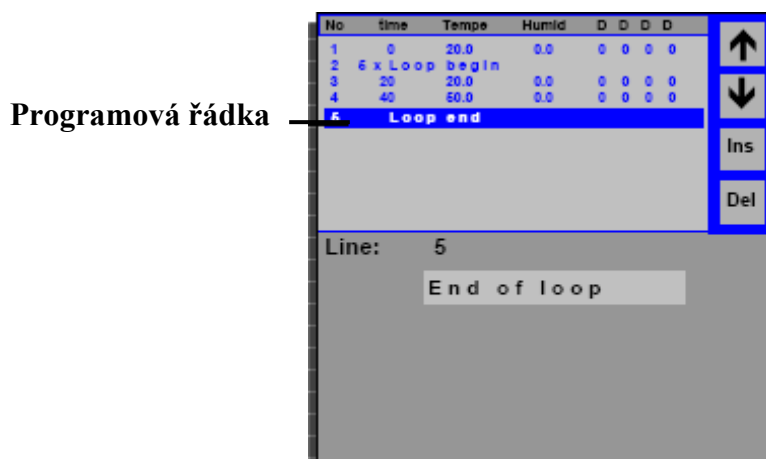 No time Tempe Humid D D D D
1 0 20.0 0.0 0 0 0 0
2 5 x Loop begin
3 20 20.0 0.0 0 0 0 0
4 40 50.0 0.0 0 0 0 0
5 Loop end
Programová řádka
Ins
Del
Line: 5
End of loop